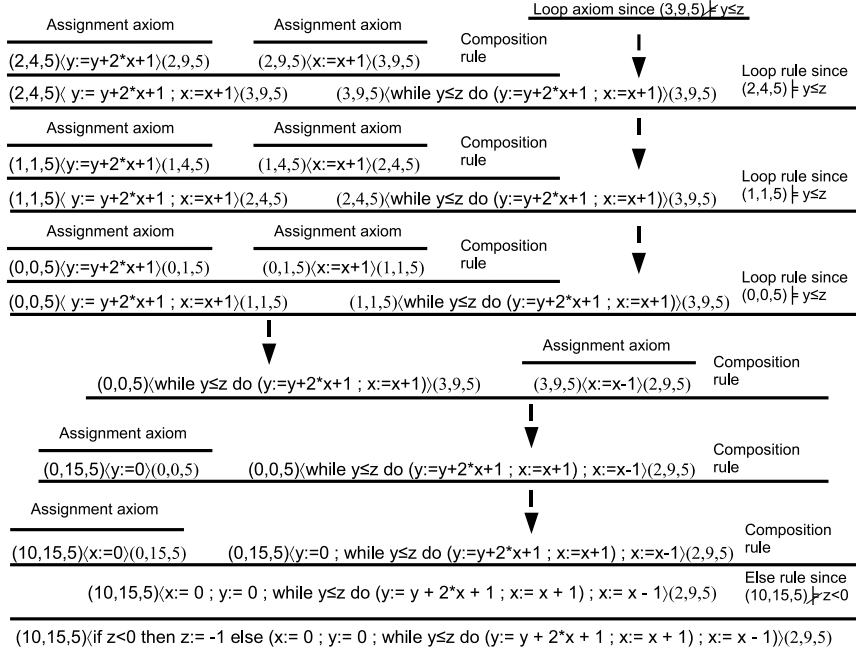 Loop axiom since (3,9,5) ⊭ y≤z
Assignment axiom Assignment axiom
(2,4,5)⟨y:=y+2*x+1⟩(2,9,5) (2,9,5)⟨x:=x+1⟩(3,9,5) Composition rule
(2,4,5)⟨ y:= y+2*x+1 ; x:=x+1⟩(3,9,5) (3,9,5)⟨while y≤z do (y:=y+2*x+1 ; x:=x+1)⟩(3,9,5) Loop rule since (2,4,5) ⊨ y≤z
Assignment axiom Assignment axiom
(1,1,5)⟨y:=y+2*x+1⟩(1,4,5) (1,4,5)⟨x:=x+1⟩(2,4,5) Composition rule
(1,1,5)⟨ y:= y+2*x+1 ; x:=x+1⟩(2,4,5) (2,4,5)⟨while y≤z do (y:=y+2*x+1 ; x:=x+1)⟩(3,9,5) Loop rule since (1,1,5) ⊨ y≤z
Assignment axiom Assignment axiom
(0,0,5)⟨y:=y+2*x+1⟩(0,1,5) (0,1,5)⟨x:=x+1⟩(1,1,5) Composition rule
(0,0,5)⟨ y:= y+2*x+1 ; x:=x+1⟩(1,1,5) (1,1,5)⟨while y≤z do (y:=y+2*x+1 ; x:=x+1)⟩(3,9,5) Loop rule since (0,0,5) ⊨ y≤z
Assignment axiom
(0,0,5)⟨while y≤z do (y:=y+2*x+1 ; x:=x+1)⟩(3,9,5) (3,9,5)⟨x:=x-1⟩(2,9,5) Composition rule
Assignment axiom
(0,15,5)⟨y:=0⟩(0,0,5) (0,0,5)⟨while y≤z do (y:=y+2*x+1 ; x:=x+1) ; x:=x-1⟩(2,9,5) Composition rule
Assignment axiom
(10,15,5)⟨x:=0⟩(0,15,5) (0,15,5)⟨y:=0 ; while y≤z do (y:=y+2*x+1 ; x:=x+1) ; x:=x-1⟩(2,9,5) Composition rule
(10,15,5)⟨x:= 0 ; y:= 0 ; while y≤z do (y:= y + 2*x + 1 ; x:= x + 1) ; x:= x - 1⟩(2,9,5) Else rule since (10,15,5) ⊭ z<0
(10,15,5)⟨if z<0 then z:= -1 else (x:= 0 ; y:= 0 ; while y≤z do (y:= y + 2*x + 1 ; x:= x + 1) ; x:= x - 1)⟩(2,9,5)